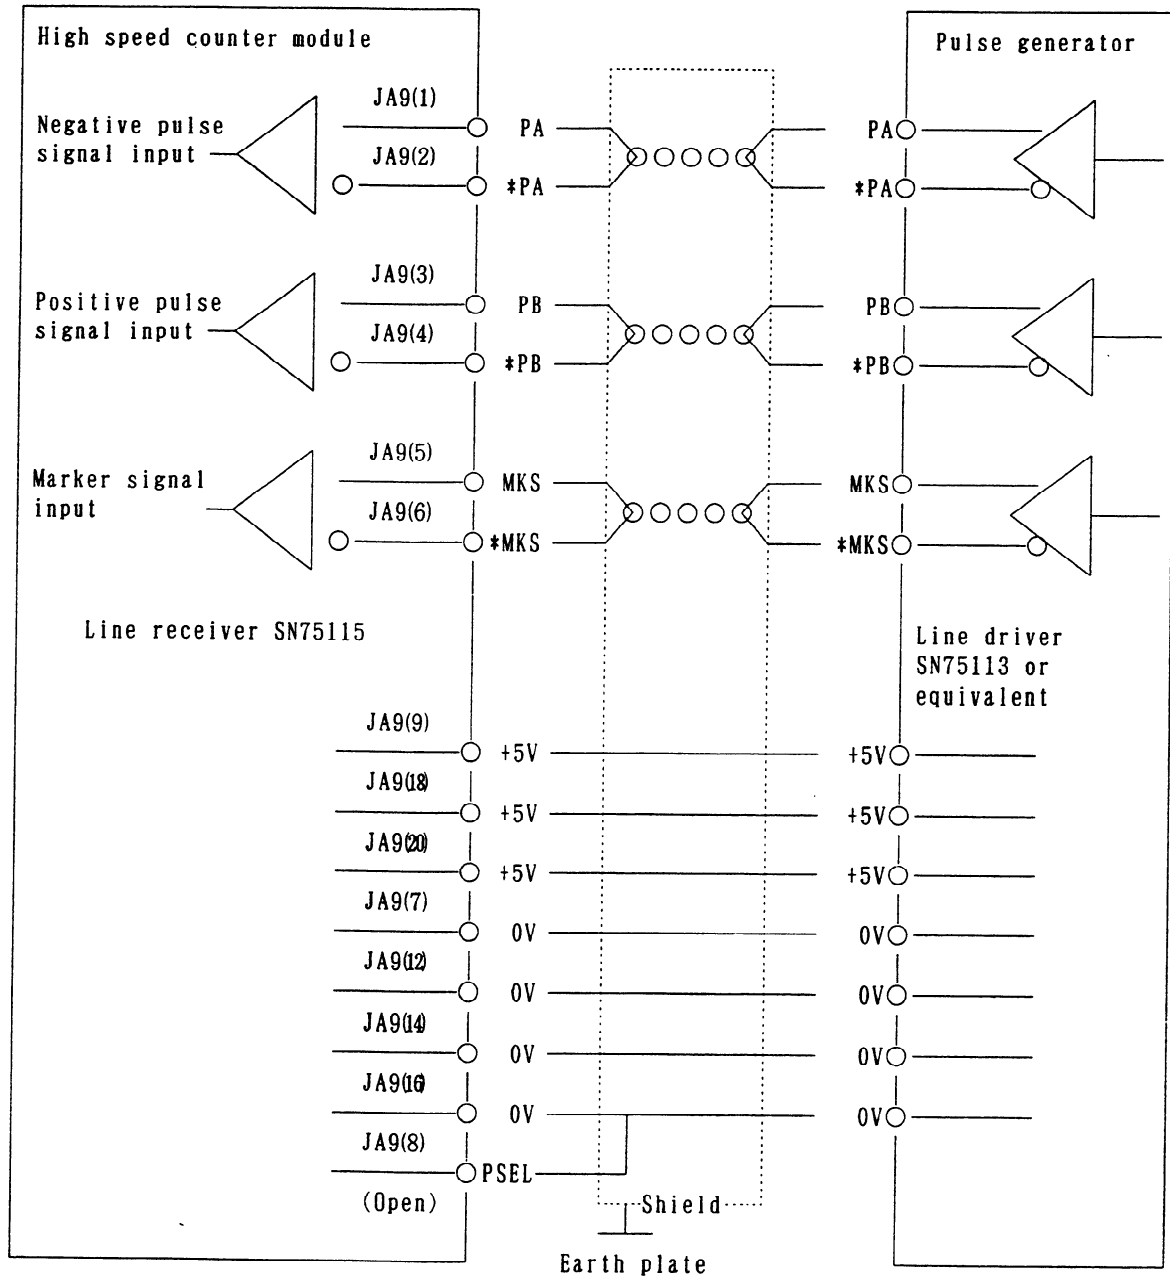 High speed counter module
Pulse generator
Negative pulse
signal input
JA9(1)
JA9(2)
PA
*PA
PA
*PA
Positive pulse
signal input
JA9(3)
JA9(4)
PB
*PB
PB
*PB
Marker signal
input
JA9(5)
JA9(6)
MKS
*MKS
MKS
*MKS
Line receiver SN75115
Line driver
SN75113 or
equivalent
JA9(9)
+5V
+5V
JA9(18)
+5V
+5V
JA9(20)
+5V
+5V
JA9(7)
0V
0V
JA9(12)
0V
0V
JA9(14)
0V
0V
JA9(16)
0V
0V
JA9(8)
PSEL
(Open)
Shield
Earth plate